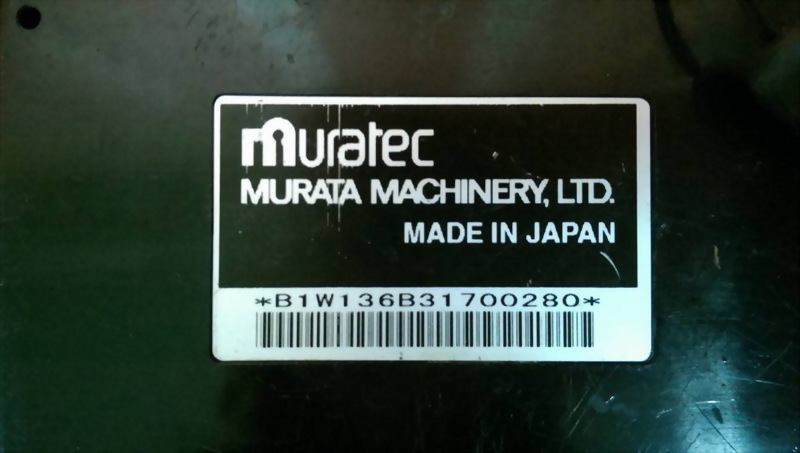 muratec
MURATA MACHINERY, LTD.
MADE IN JAPAN
*B1W136B31700280*